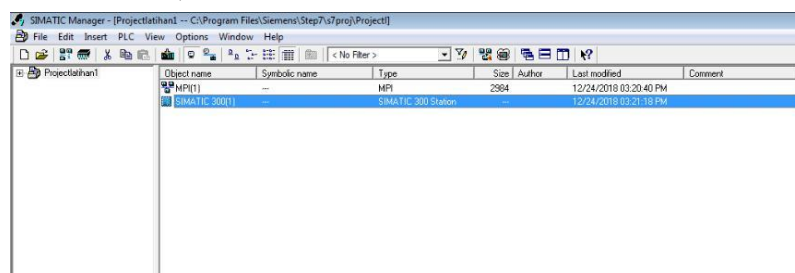 SIMATIC Manager - [Projectlatihan1 -- C:\Program Files\Siemens\Step7\s7proj\Projectl]
File Edit Insert PLC View Options Window Help
< No Filter >
Projectlatihan1
Object name Symbolic name Type Size Author Last modified Comment
MPI(1) --- MPI 2984 12/24/2018 03:20:40 PM
SIMATIC 300(1) --- SIMATIC 300 Station --- 12/24/2018 03:21:18 PM